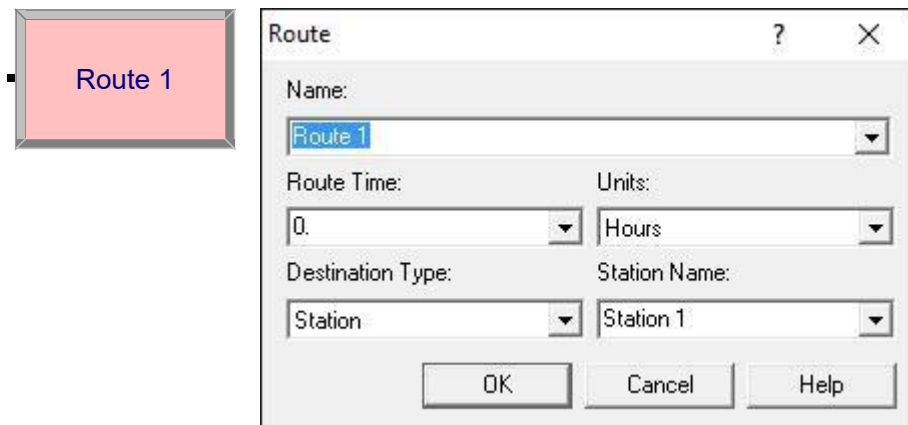 Route 1
Route ?
Name:
Route 1
Route Time: Units:
0. Hours
Destination Type: Station Name:
Station Station 1
OK Cancel Help